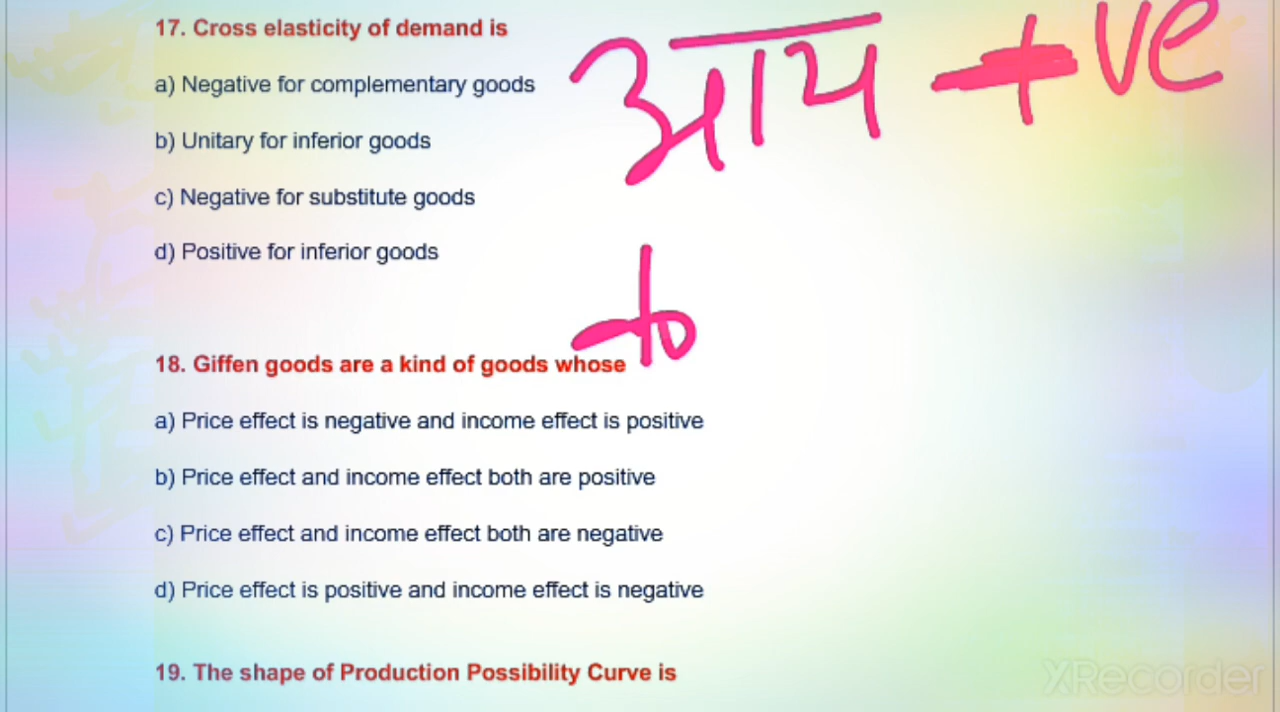 17. Cross elasticity of demand is
आय +ve
a) Negative for complementary goods
b) Unitary for inferior goods
c) Negative for substitute goods
d) Positive for inferior goods
18. Giffen goods are a kind of goods whose
a) Price effect is negative and income effect is positive
b) Price effect and income effect both are positive
c) Price effect and income effect both are negative
d) Price effect is positive and income effect is negative
19. The shape of Production Possibility Curve is
XRecorder